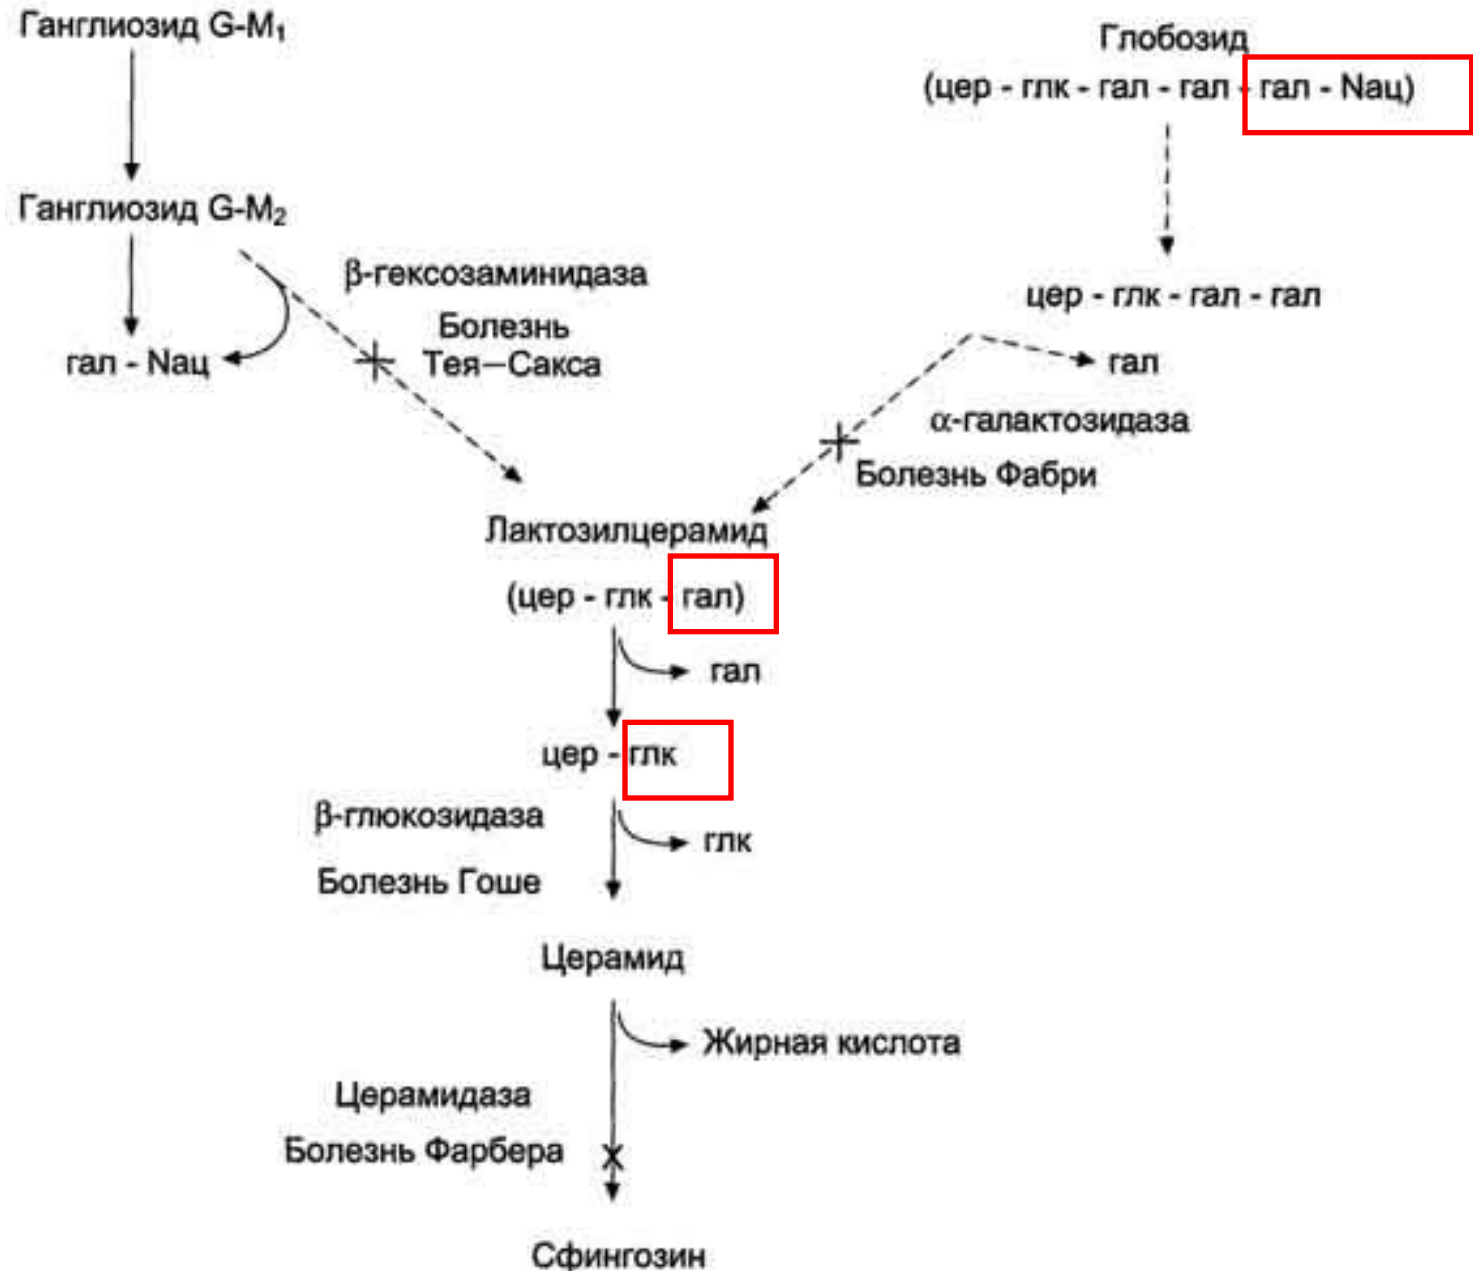 Ганглиозид G-M₁
Глобозид
(цер - глк - гал - гал - гал - Nац)
Ганглиозид G-M₂
β-гексозаминидаза
Болезнь
Тея—Сакса
гал - Nац
цер - глк - гал - гал
гал
α-галактозидаза
Болезнь Фабри
Лактозилцерамид
(цер - глк - гал)
гал
цер - глк
β-глюкозидаза
глк
Болезнь Гоше
Церамид
Жирная кислота
Церамидаза
Болезнь Фарбера
Сфингозин